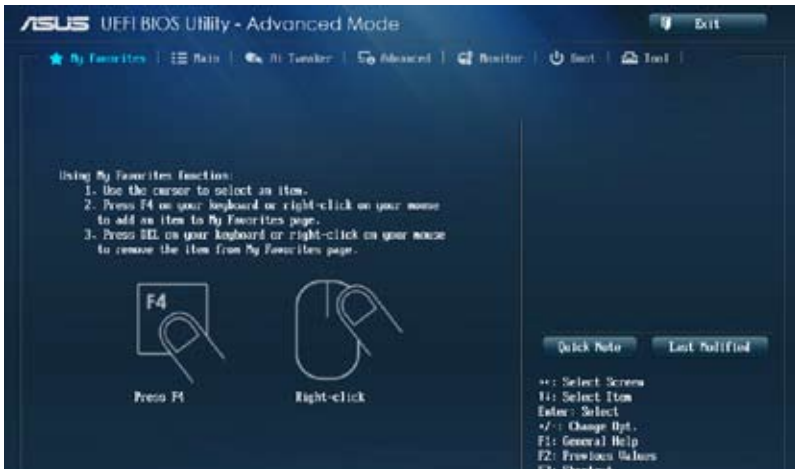 ASUS UEFI BIOS Utility - Advanced Mode
Exit
My Favorites
Main
Ai Tweaker
Advanced
Monitor
Boot
Tool
Using My Favorites function:
1. Use the cursor to select an item.
2. Press F4 on your keyboard or right-click on your mouse
to add an item to My Favorites page.
3. Press DEL on your keyboard or right-click on your mouse
to remove the item from My Favorites page.
F4
Press F4
Right-click
Quick Note
Last Modified
→←: Select Screen
↑↓: Select Item
Enter: Select
+/-: Change Opt.
F1: General Help
F2: Previous Values